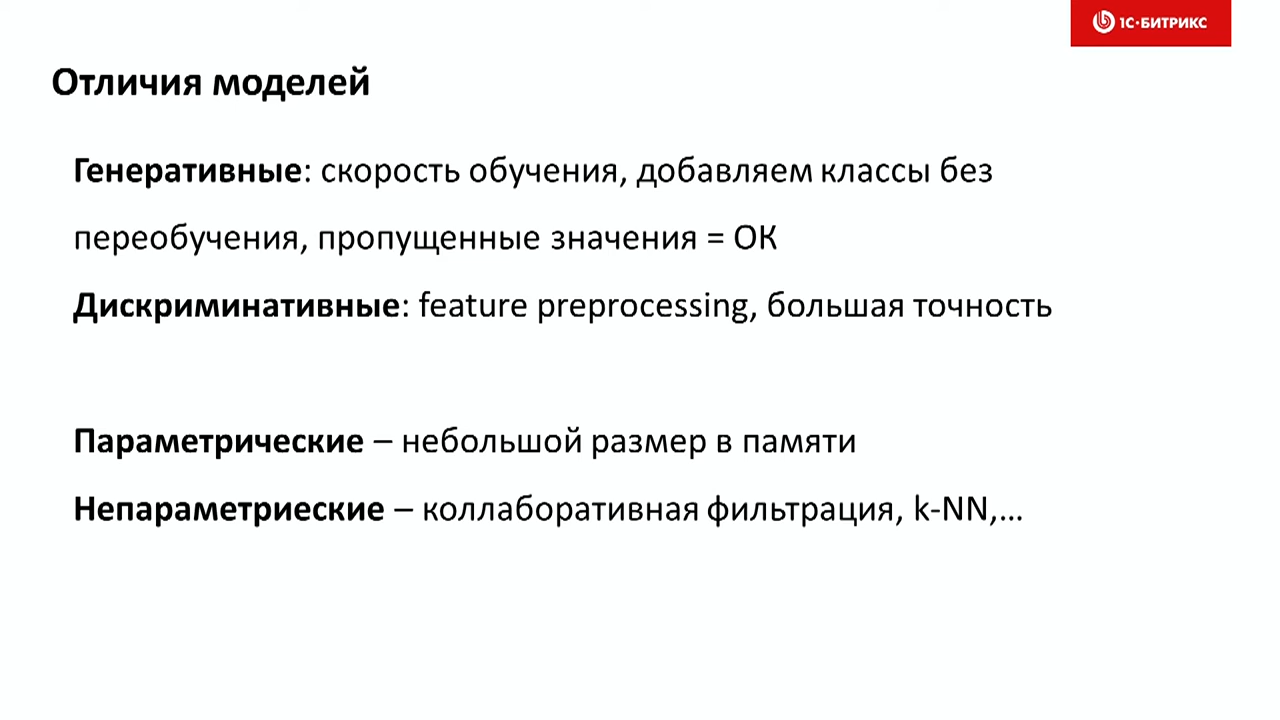 1С·БИТРИКС
Отличия моделей
Генеративные: скорость обучения, добавляем классы без
переобучения, пропущенные значения = ОК
Дискриминативные: feature preprocessing, большая точность
Параметрические – небольшой размер в памяти
Непараметриеские – коллаборативная фильтрация, k-NN,…